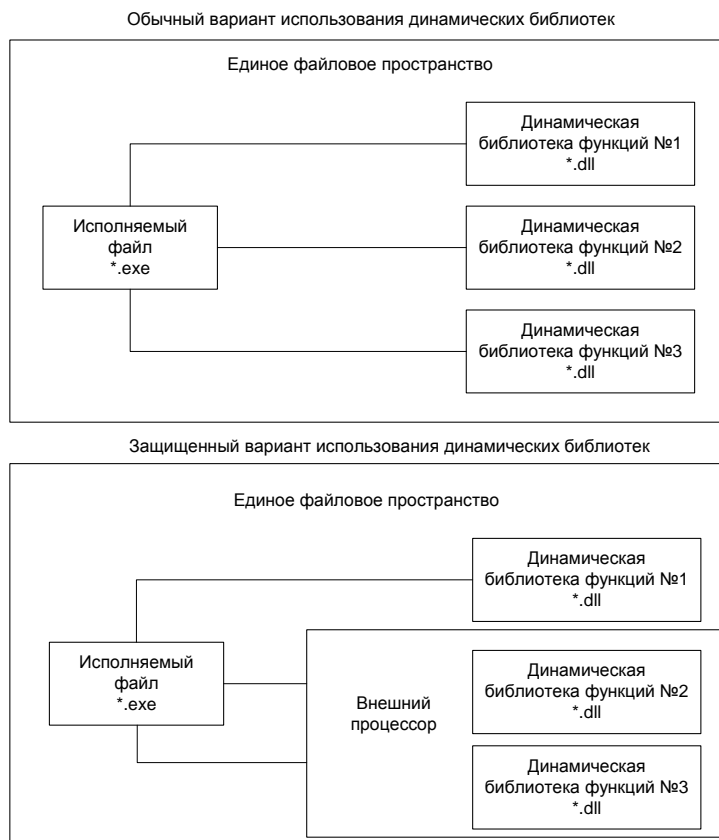 Обычный вариант использования динамических библиотек
Единое файловое пространство
Динамическая
библиотека функций №1
*.dll
Исполняемый
файл
*.exe
Динамическая
библиотека функций №2
*.dll
Динамическая
библиотека функций №3
*.dll
Защищенный вариант использования динамических библиотек
Единое файловое пространство
Динамическая
библиотека функций №1
*.dll
Исполняемый
файл
*.exe
Внешний
процессор
Динамическая
библиотека функций №2
*.dll
Динамическая
библиотека функций №3
*.dll